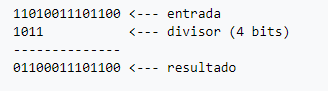 11010011101100 <--- entrada
1011           <--- divisor (4 bits)
--------------
01100011101100 <--- resultado